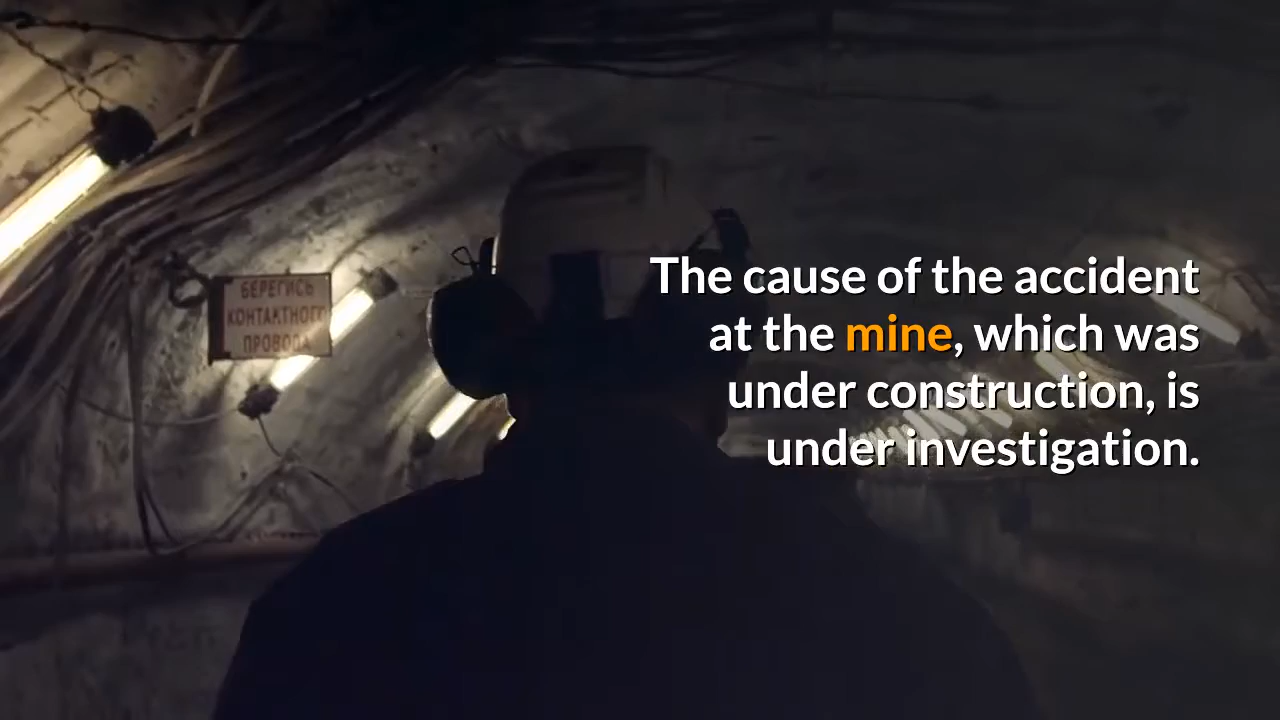 БЕРЕГИСЬ
КОНТАКТНОГО
ПРОВОДА
The cause of the accident
at the mine, which was
under construction, is
under investigation.